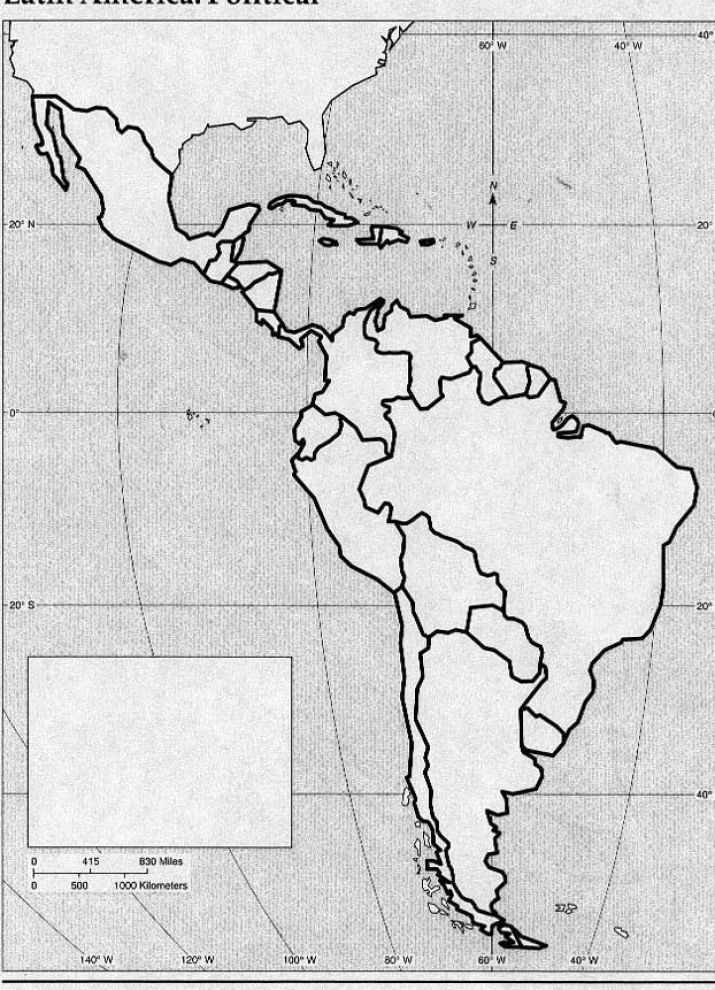 Latin America: Political
60° W
40° W
40°
N
20° N
W
E
S
0°
20° S
20°
40°
0
415
830 Miles
0
500
1000 Kilometers
140° W
120° W
100° W
80° W
60° W
40° W